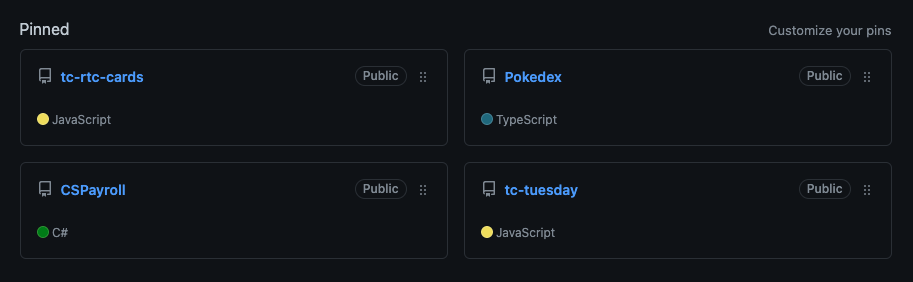 Pinned
Customize your pins
tc-rtc-cards
Public
JavaScript
Pokedex
Public
TypeScript
CSPayroll
Public
C#
tc-tuesday
Public
JavaScript